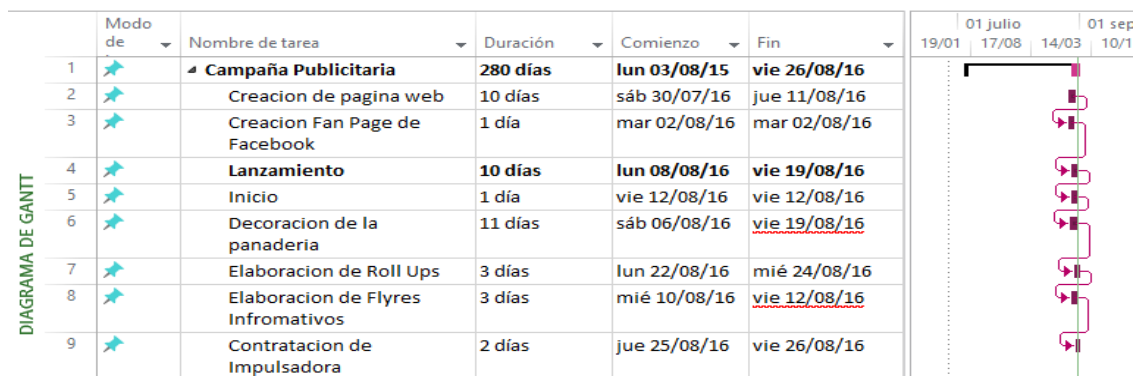 Modo de
Nombre de tarea
Duración
Comienzo
Fin
01 julio
01 sep
19/01
17/08
14/03
10/1
DIAGRAMA DE GANTT
1 Campaña Publicitaria 280 días lun 03/08/15 vie 26/08/16
2 Creacion de pagina web 10 días sáb 30/07/16 jue 11/08/16
3 Creacion Fan Page de Facebook 1 día mar 02/08/16 mar 02/08/16
4 Lanzamiento 10 días lun 08/08/16 vie 19/08/16
5 Inicio 1 día vie 12/08/16 vie 12/08/16
6 Decoracion de la panaderia 11 días sáb 06/08/16 vie 19/08/16
7 Elaboracion de Roll Ups 3 días lun 22/08/16 mié 24/08/16
8 Elaboracion de Flyres Infromativos 3 días mié 10/08/16 vie 12/08/16
9 Contratacion de Impulsadora 2 días jue 25/08/16 vie 26/08/16